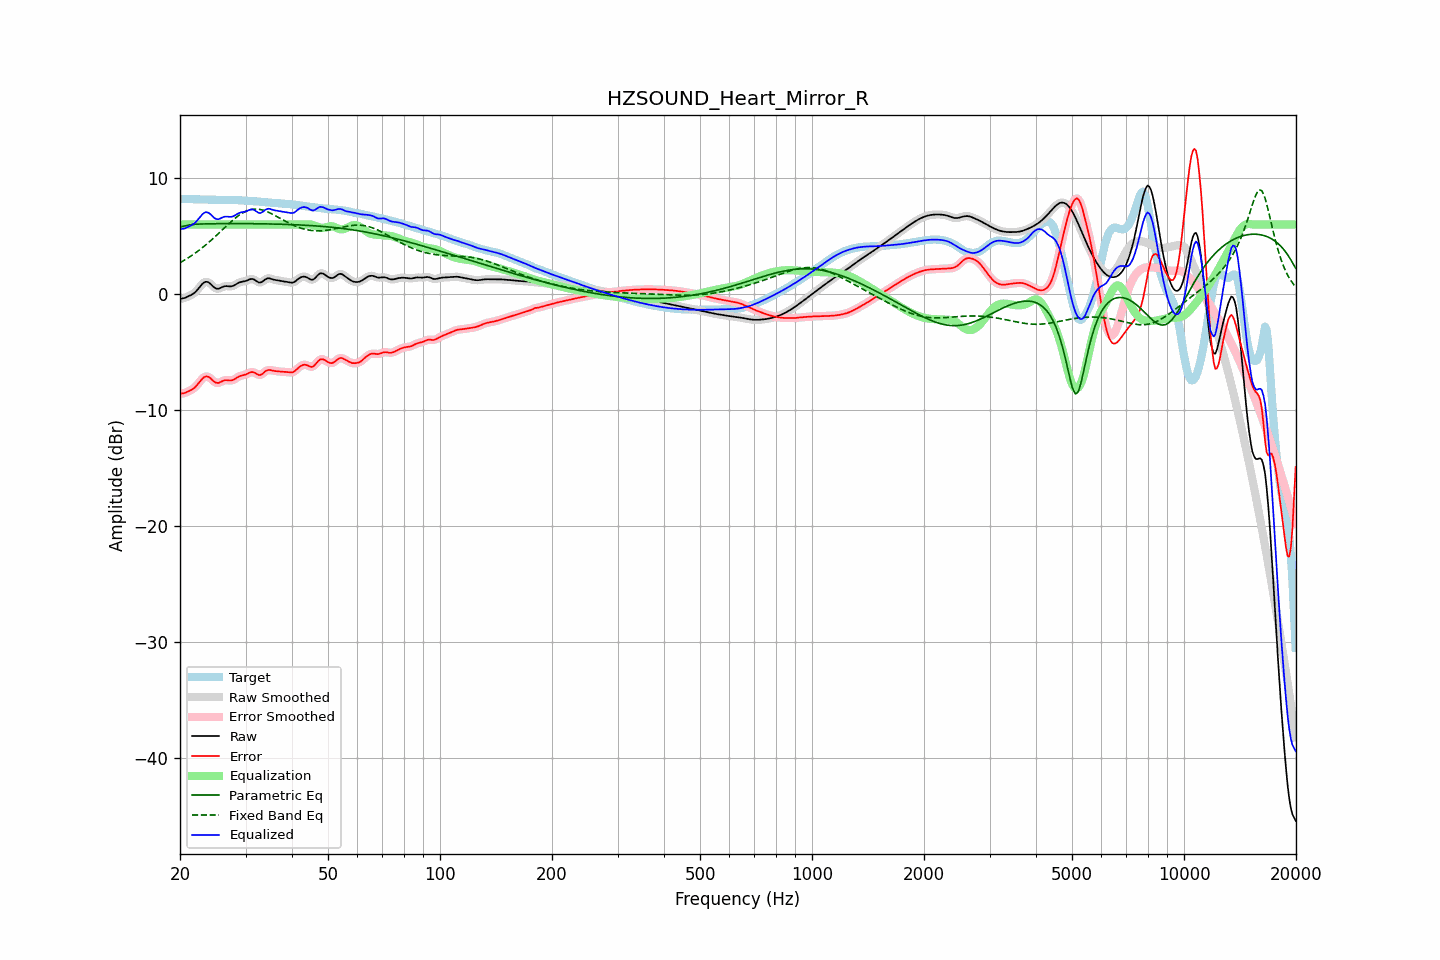 HZSOUND_Heart_Mirror_R
Amplitude (dBr)
10
0
−10
−20
−30
−40
Target
Raw Smoothed
Error Smoothed
Raw
Error
Equalization
Parametric Eq
Fixed Band Eq
Equalized
20 50 100 200 500 1000 2000 5000 10000 20000
Frequency (Hz)